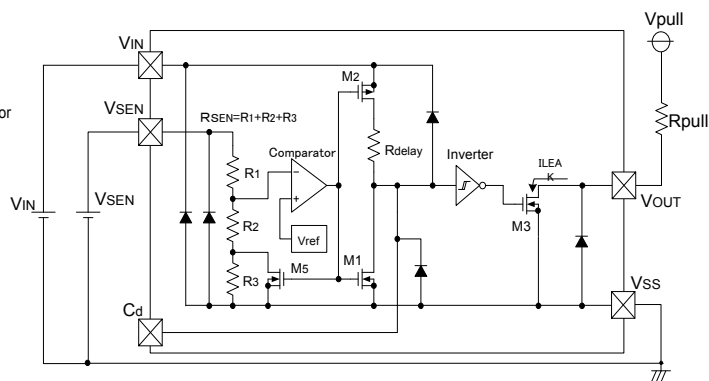 Vpull
VIN
M2
or
VSEN
RSEN=R1+R2+R3
Rpull
Rdelay
R1
Comparator
Inverter
ILEA
K
−
+
VOUT
VIN
VSEN
R2
Vref
M3
M5
M1
R3
VSS
Cd